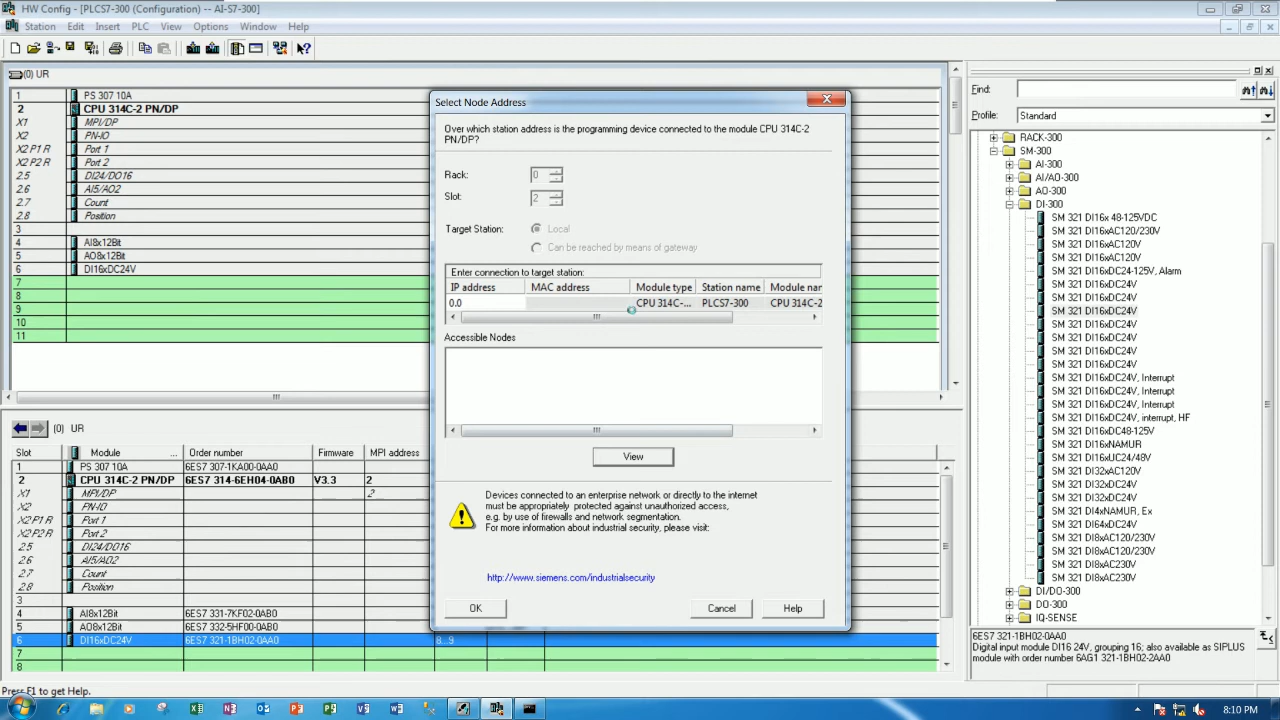 HW Config - [PLCS7-300 (Configuration) -- AI-S7-300]
Station Edit Insert PLC View Options Window Help
(0) UR
1 PS 307 10A
2 CPU 314C-2 PN/DP
X1 MPI/DP
X2 PN-IO
X2 P1 R Port 1
X2 P2 R Port 2
2.5 DI24/DO16
2.6 AI5/AO2
2.7 Count
2.8 Position
3
4 AI8x12Bit
5 AO8x12Bit
6 DI16xDC24V
7
8
9
10
11
Select Node Address
Over which station address is the programming device connected to the module CPU 314C-2
PN/DP?
Rack: 0
Slot: 2
Target Station: Local
Can be reached by means of gateway
Enter connection to target station:
IP address MAC address Module type Station name Module nam
0.0 CPU 314C-... PLCS7-300 CPU 314C-2
Accessible Nodes
View
Devices connected to an enterprise network or directly to the internet
must be appropriately protected against unauthorized access,
e.g. by use of firewalls and network segmentation.
For more information about industrial security, please visit:
http://www.siemens.com/industrialsecurity
OK Cancel Help
Find:
Profile: Standard
RACK-300
SM-300
AI-300
AI/AO-300
AO-300
DI-300
SM 321 DI16x 48-125VDC
SM 321 DI16xAC120/230V
SM 321 DI16xAC120V
SM 321 DI16xAC120V
SM 321 DI16xDC24-125V, Alarm
SM 321 DI16xDC24V
SM 321 DI16xDC24V
SM 321 DI16xDC24V
SM 321 DI16xDC24V
SM 321 DI16xDC24V
SM 321 DI16xDC24V
SM 321 DI16xDC24V
SM 321 DI16xDC24V, Interrupt
SM 321 DI16xDC24V, Interrupt
SM 321 DI16xDC24V, Interrupt
SM 321 DI16xDC24V, interrupt, HF
SM 321 DI16xDC48-125V
SM 321 DI16xNAMUR
SM 321 DI16xUC24/48V
SM 321 DI32xAC120V
SM 321 DI32xDC24V
SM 321 DI32xDC24V
SM 321 DI4xNAMUR, Ex
SM 321 DI64xDC24V
SM 321 DI8xAC120/230V
SM 321 DI8xAC120/230V
SM 321 DI8xAC230V
SM 321 DI8xAC230V
DI/DO-300
DO-300
IQ-SENSE
6ES7 321-1BH02-0AA0
Digital input module DI16 24V, grouping 16; also available as SIPLUS
module with order number 6AG1 321-1BH02-2AA0
(0) UR
Slot Module ... Order number Firmware MPI address
1 PS 307 10A 6ES7 307-1KA00-0AA0
2 CPU 314C-2 PN/DP 6ES7 314-6EH04-0AB0 V3.3 2
X1 MPI/DP 2
X2 PN-IO
X2 P1 R Port 1
X2 P2 R Port 2
2.5 DI24/DO16
2.6 AI5/AO2
2.7 Count
2.8 Position
3
4 AI8x12Bit 6ES7 331-7KF02-0AB0
5 AO8x12Bit 6ES7 332-5HF00-0AB0
6 DI16xDC24V 6ES7 321-1BH02-0AA0 8...9
7
8
Press F1 to get Help.
8:10 PM